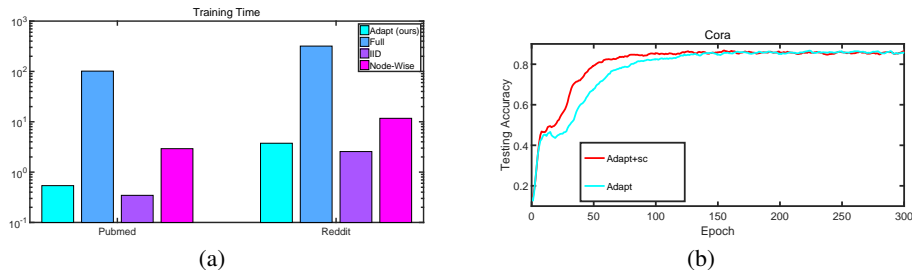 Training Time
10^3
10^2
10^1
10^0
10^-1
Adapt (ours)
Full
IID
Node-Wise
Pubmed
Reddit
(a)
Cora
Testing Accuracy
0.8
0.6
0.4
0.2
Adapt+sc
Adapt
0
50
100
150
200
250
300
Epoch
(b)